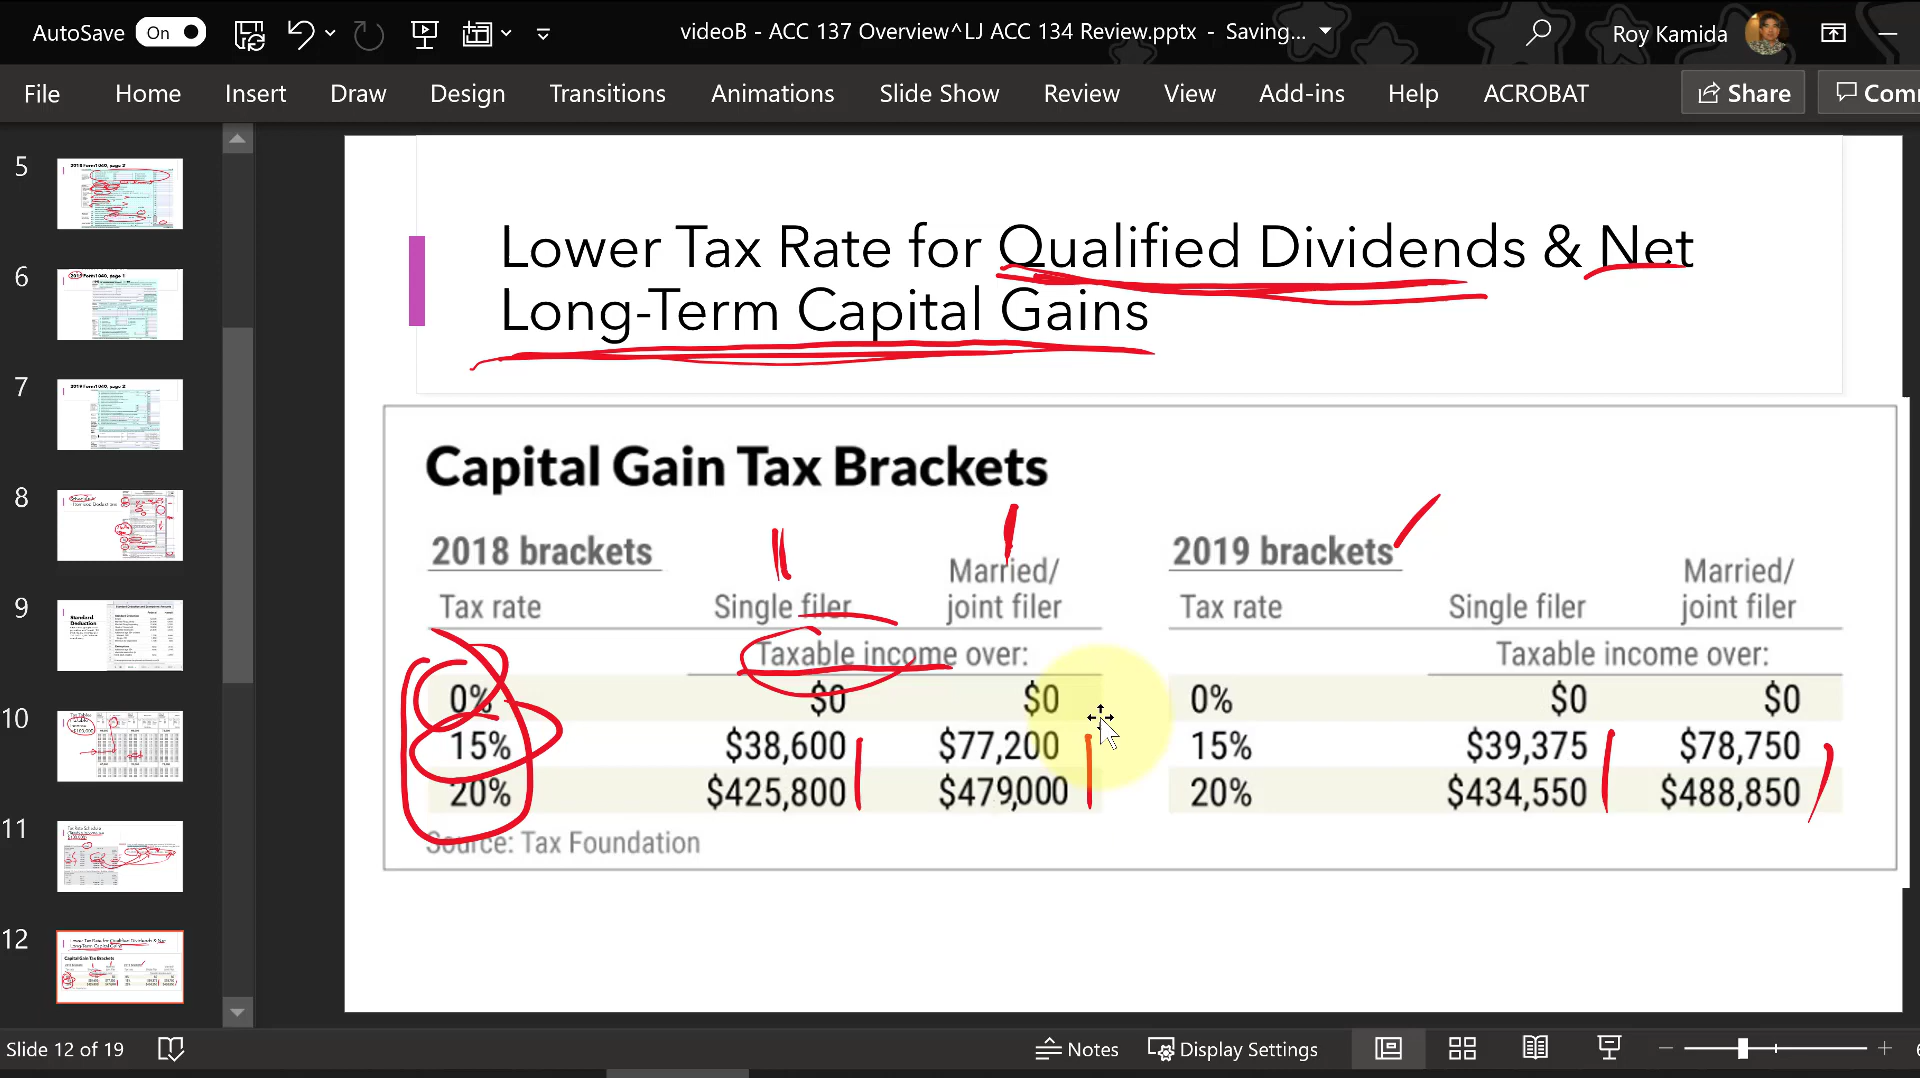 AutoSave On videoB - ACC 137 Overview^LJ ACC 134 Review.pptx - Saving... Roy Kamida
File Home Insert Draw Design Transitions Animations Slide Show Review View Add-ins Help ACROBAT Share Comm
5
6
7
8
9
10
11
12
Lower Tax Rate for Qualified Dividends & Net
Long-Term Capital Gains
Capital Gain Tax Brackets
2018 brackets 2019 brackets
Married/ Married/
Tax rate Single filer joint filer Tax rate Single filer joint filer
Taxable income over: Taxable income over:
0% $0 $0 0% $0 $0
15% $38,600 $77,200 15% $39,375 $78,750
20% $425,800 $479,000 20% $434,550 $488,850
Source: Tax Foundation
Slide 12 of 19 Notes Display Settings